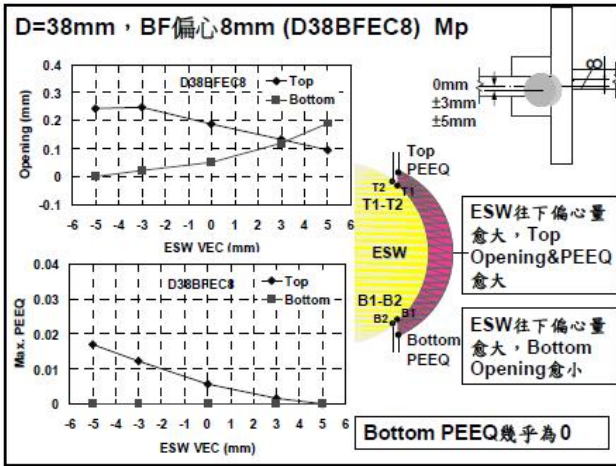 D=38mm，BF偏心8mm (D38BFEC8) Mp
D38BFEC8
Top
Bottom
Opening (mm)
0.4
0.3
0.2
0.1
0
-0.1
-6 -5 -4 -3 -2 -1 0 1 2 3 4 5 6
ESW VEC (mm)
D38BFEC8
Top
Bottom
Max. PEEQ
0.04
0.03
0.02
0.01
0
-6 -5 -4 -3 -2 -1 0 1 2 3 4 5 6
ESW VEC (mm)
0mm
±3mm
±5mm
8
Top
PEEQ
T2
T1
T1-T2
ESW
B1-B2
B2
B1
Bottom
PEEQ
ESW往下偏心量
愈大，Top
Opening&PEEQ
愈大
ESW往下偏心量
愈大，Bottom
Opening愈小
Bottom PEEQ幾乎為0